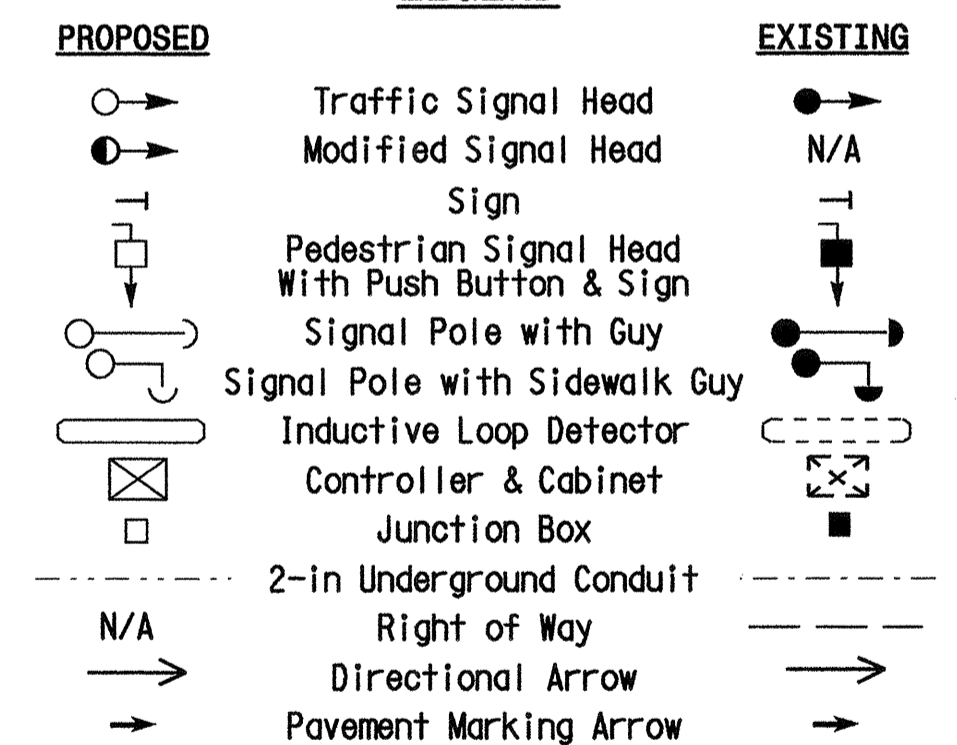 PROPOSED EXISTING
Traffic Signal Head
Modified Signal Head N/A
Sign
Pedestrian Signal Head
With Push Button & Sign
Signal Pole with Guy
Signal Pole with Sidewalk Guy
Inductive Loop Detector
Controller & Cabinet
Junction Box
2-in Underground Conduit
N/A Right of Way
Directional Arrow
Pavement Marking Arrow